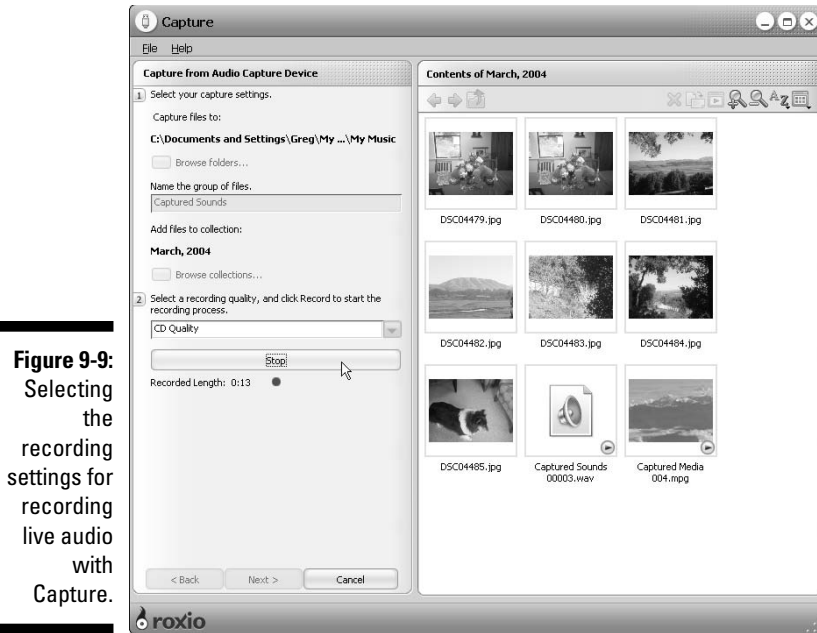 Capture
File Help
Capture from Audio Capture Device
1 Select your capture settings.
Capture files to:
C:\Documents and Settings\Greg\My ...\My Music
Browse folders...
Name the group of files.
Captured Sounds
Add files to collection:
March, 2004
Browse collections...
2 Select a recording quality, and click Record to start the
recording process.
CD Quality
Stop
Recorded Length: 0:13
< Back Next > Cancel
Contents of March, 2004
AZ
DSC04479.jpg DSC04480.jpg DSC04481.jpg
DSC04482.jpg DSC04483.jpg DSC04484.jpg
DSC04485.jpg Captured Sounds Captured Media
00003.wav 004.mpg
roxio
Figure 9-9:
Selecting
the
recording
settings for
recording
live audio
with
Capture.